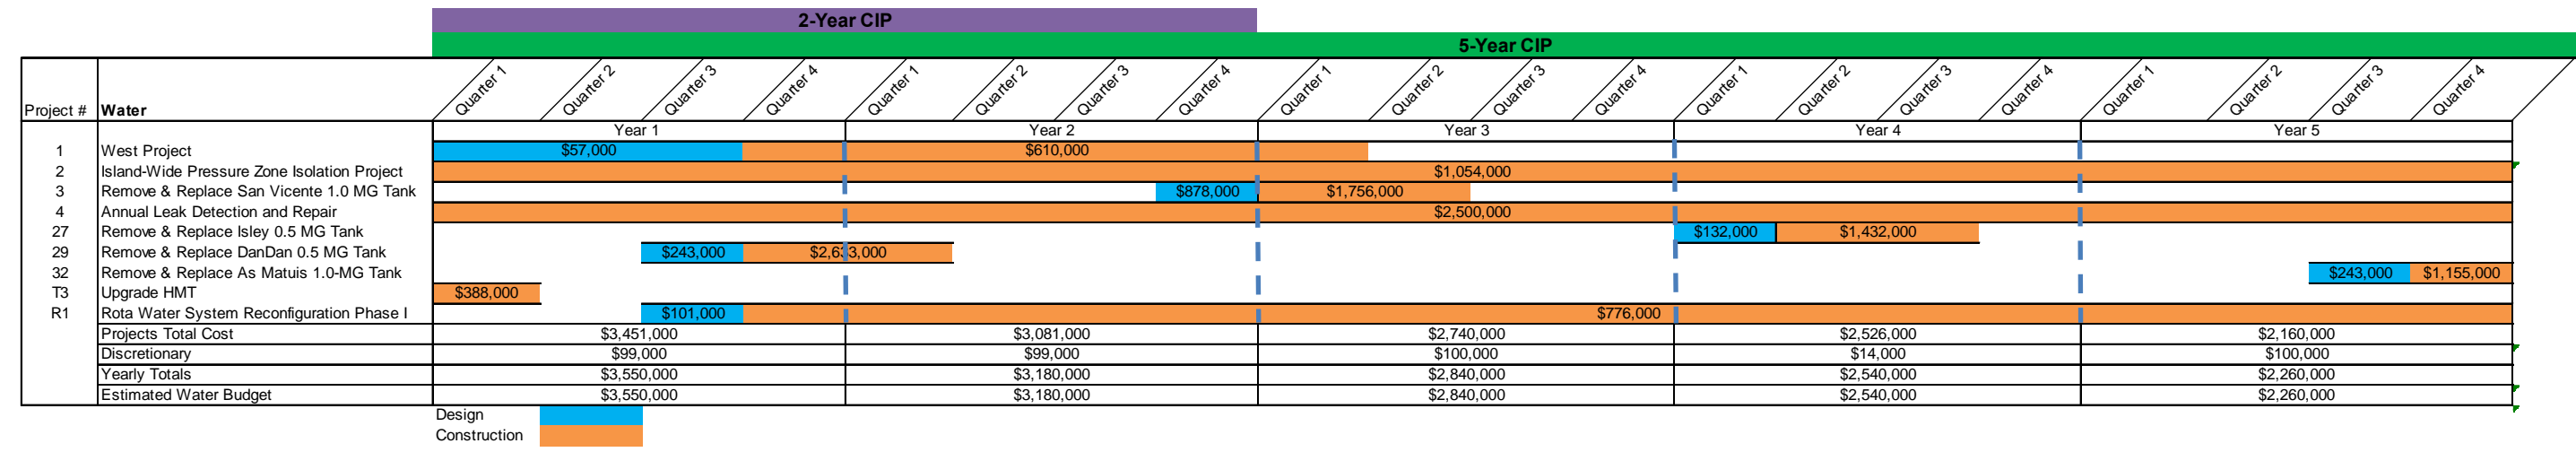 2-Year CIP
5-Year CIP
Project # Water Quarter 1 Quarter 2 Quarter 3 Quarter 4 Quarter 1 Quarter 2 Quarter 3 Quarter 4 Quarter 1 Quarter 2 Quarter 3 Quarter 4 Quarter 1 Quarter 2 Quarter 3 Quarter 4 Quarter 1 Quarter 2 Quarter 3 Quarter 4
Year 1 Year 2 Year 3 Year 4 Year 5
1 West Project $57,000 $610,000
2 Island-Wide Pressure Zone Isolation Project $1,054,000
3 Remove & Replace San Vicente 1.0 MG Tank $878,000 $1,756,000
4 Annual Leak Detection and Repair $2,500,000
27 Remove & Replace Isley 0.5 MG Tank $132,000 $1,432,000
29 Remove & Replace DanDan 0.5 MG Tank $243,000 $2,633,000
32 Remove & Replace As Matuis 1.0-MG Tank $243,000 $1,155,000
T3 Upgrade HMT $388,000
R1 Rota Water System Reconfiguration Phase I $101,000 $776,000
Projects Total Cost $3,451,000 $3,081,000 $2,740,000 $2,526,000 $2,160,000
Discretionary $99,000 $99,000 $100,000 $14,000 $100,000
Yearly Totals $3,550,000 $3,180,000 $2,840,000 $2,540,000 $2,260,000
Estimated Water Budget $3,550,000 $3,180,000 $2,840,000 $2,540,000 $2,260,000
Design
Construction